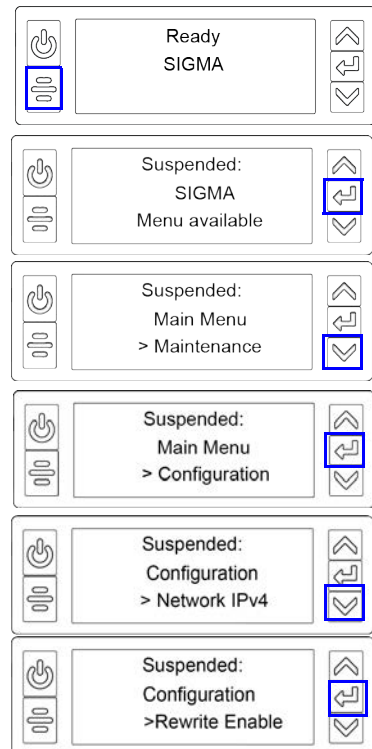 Ready
SIGMA
Suspended:
SIGMA
Menu available
Suspended:
Main Menu
> Maintenance
Suspended:
Main Menu
> Configuration
Suspended:
Configuration
> Network IPv4
Suspended:
Configuration
>Rewrite Enable